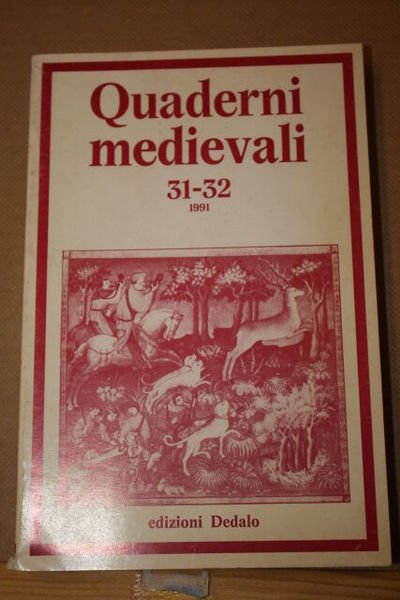 Quaderni
medievali
31-32
1991
edizioni Dedalo